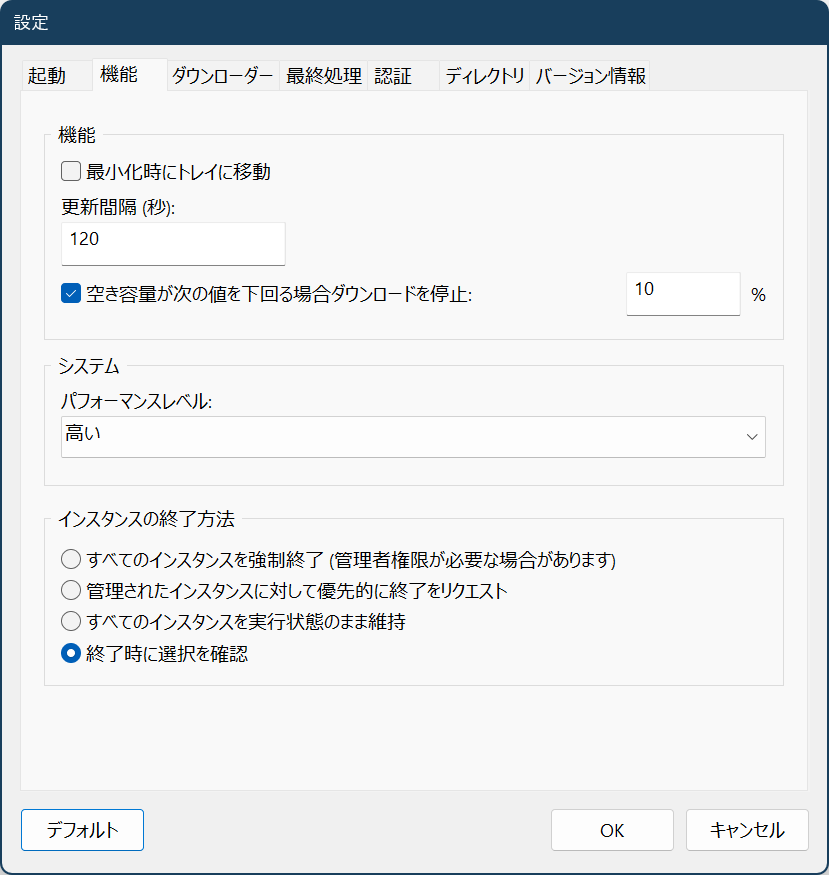 設定
起動 機能 ダウンローダー 最終処理 認証 ディレクトリ バージョン情報
機能
最小化時にトレイに移動
更新間隔 (秒):
120
空き容量が次の値を下回る場合ダウンロードを停止: 10 %
システム
パフォーマンスレベル:
高い
インスタンスの終了方法
すべてのインスタンスを強制終了 (管理者権限が必要な場合があります)
管理されたインスタンスに対して優先的に終了をリクエスト
すべてのインスタンスを実行状態のまま維持
終了時に選択を確認
デフォルト OK キャンセル